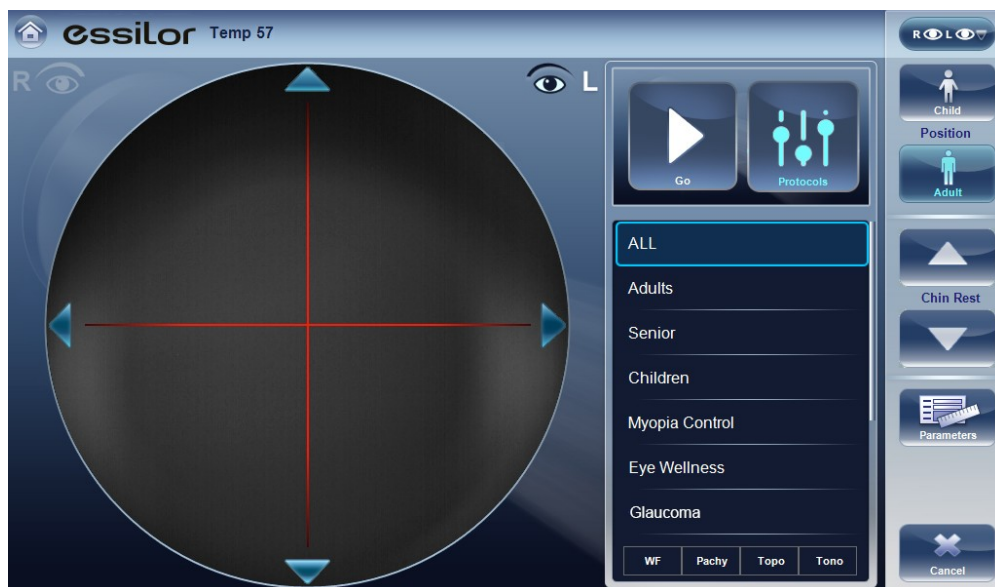 essilor Temp 57
R L
R L
Go Protocols
Child
Position
Adult
ALL
Adults
Senior
Children
Myopia Control
Eye Wellness
Glaucoma
WF Pachy Topo Tono
Chin Rest
Parameters
Cancel